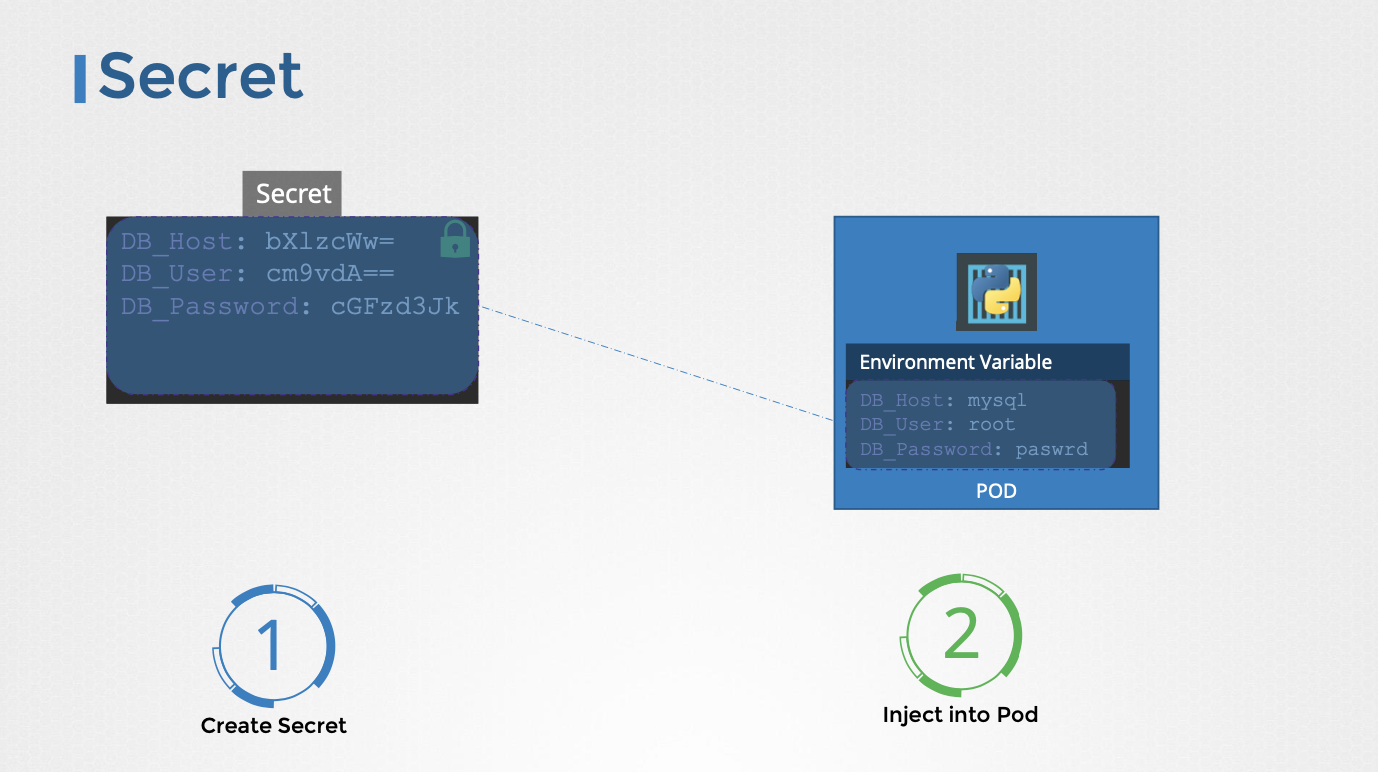 Secret
Secret
DB_Host: bXlzcWw=
DB_User: cm9vdA==
DB_Password: cGFzd3Jk
Environment Variable
DB_Host: mysql
DB_User: root
DB_Password: paswrd
POD
1
Create Secret
2
Inject into Pod